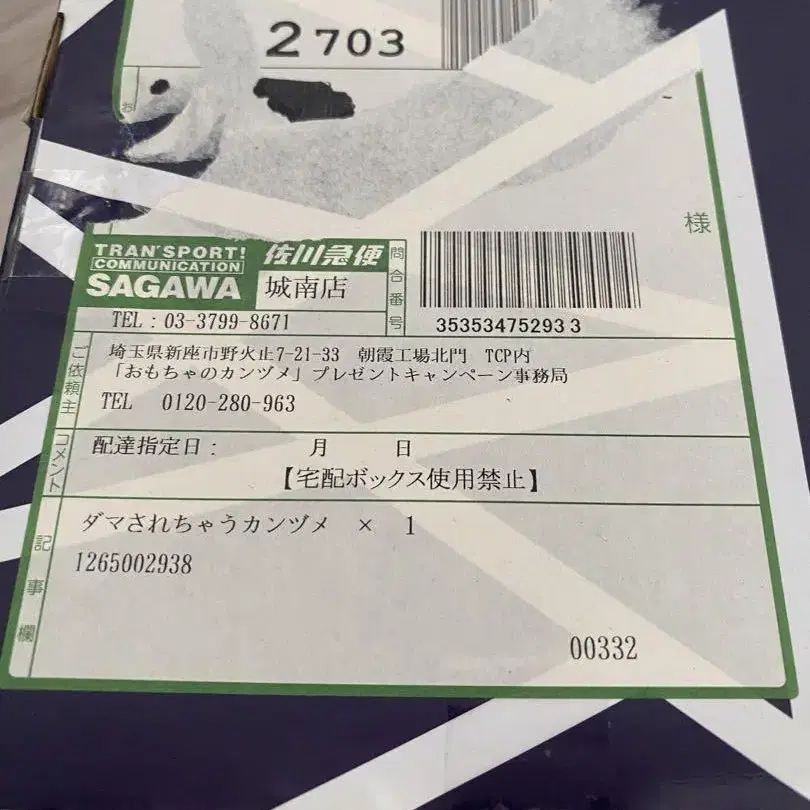 2703
様
TRAN'SPORT!
COMMUNICATION
SAGAWA
佐川急便
城南店
問合番号
353534752933
TEL：03-3799-8671
ご依頼主
埼玉県新座市野火止7-21-33 朝霞工場北門 TCP内
「おもちゃのカンヅメ」プレゼントキャンペーン事務局
TEL 0120-280-963
コメント
配達指定日： 月 日
【宅配ボックス使用禁止】
記事欄
ダマされちゃうカンヅメ × 1
1265002938
00332